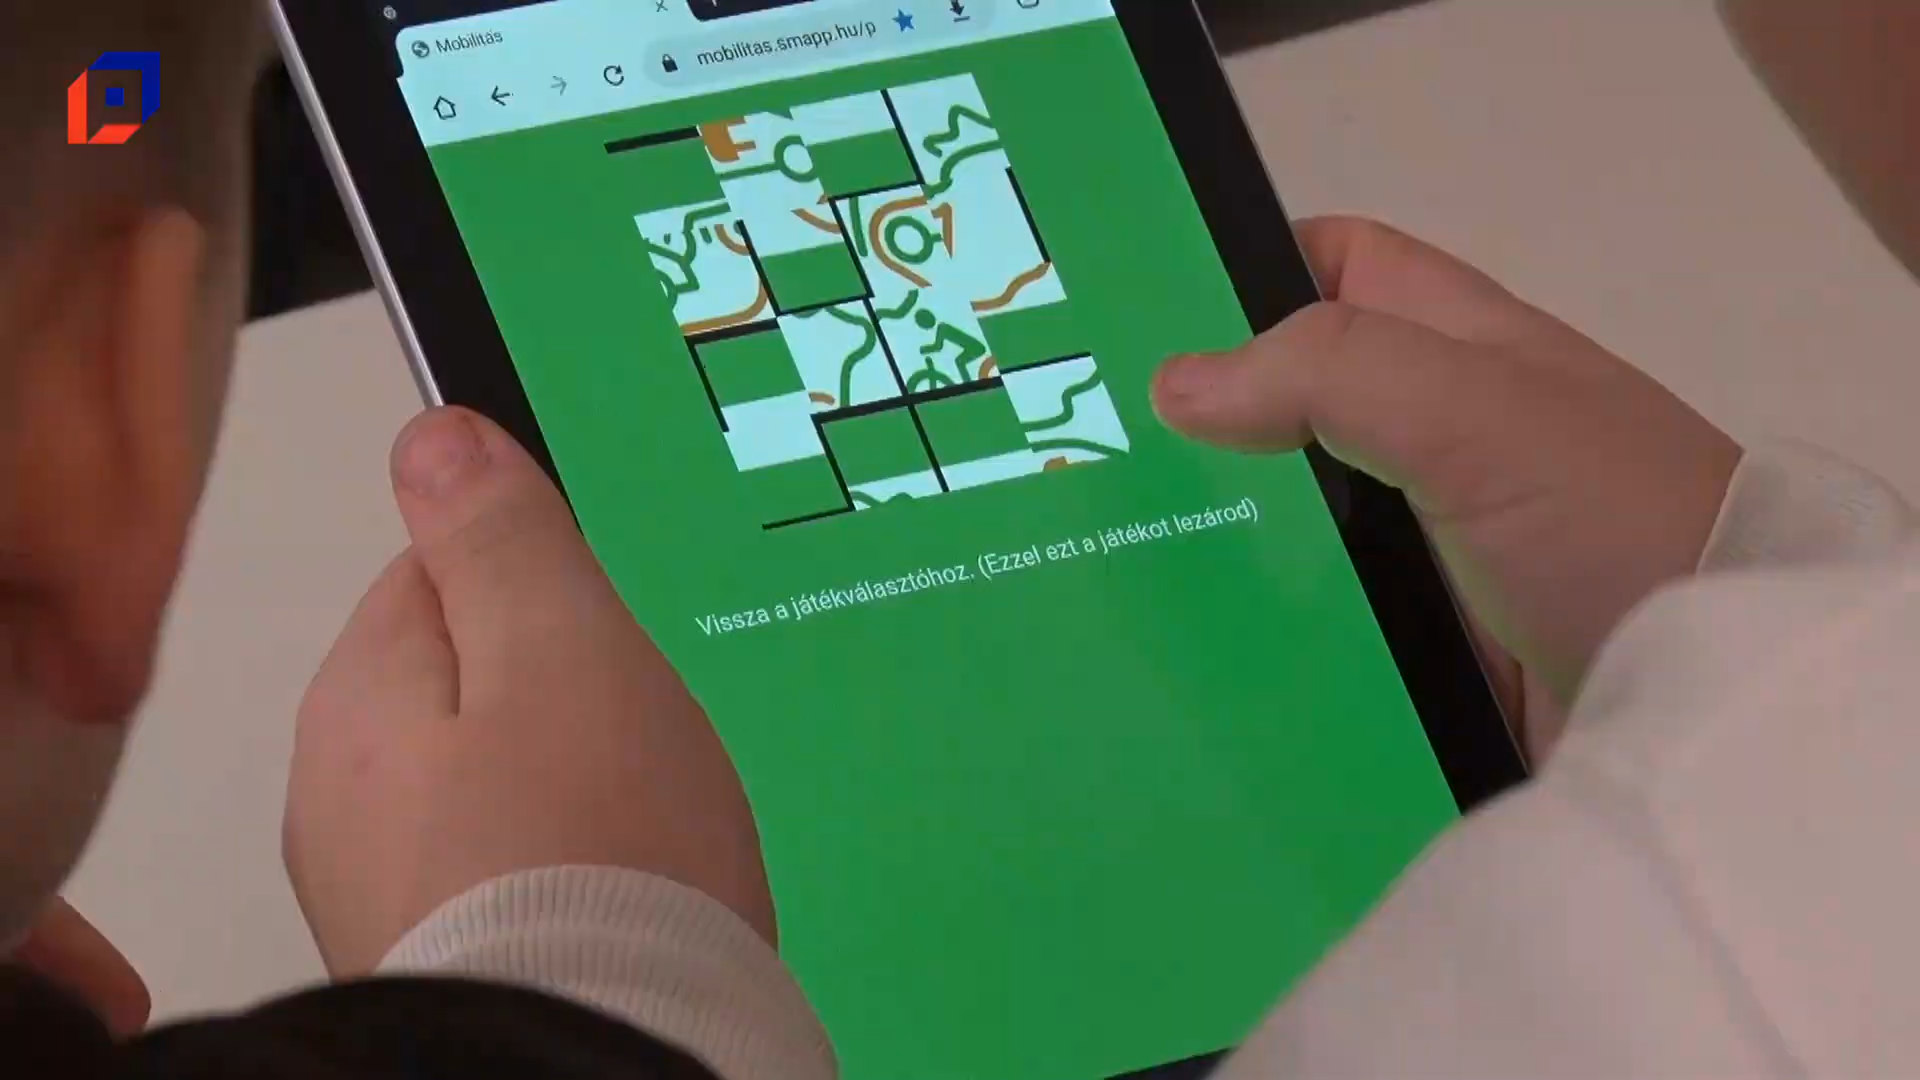 Mobilitás
mobilitas.smapp.hu/p
Vissza a játékválasztóhoz. (Ezzel ezt a játékot lezárod)